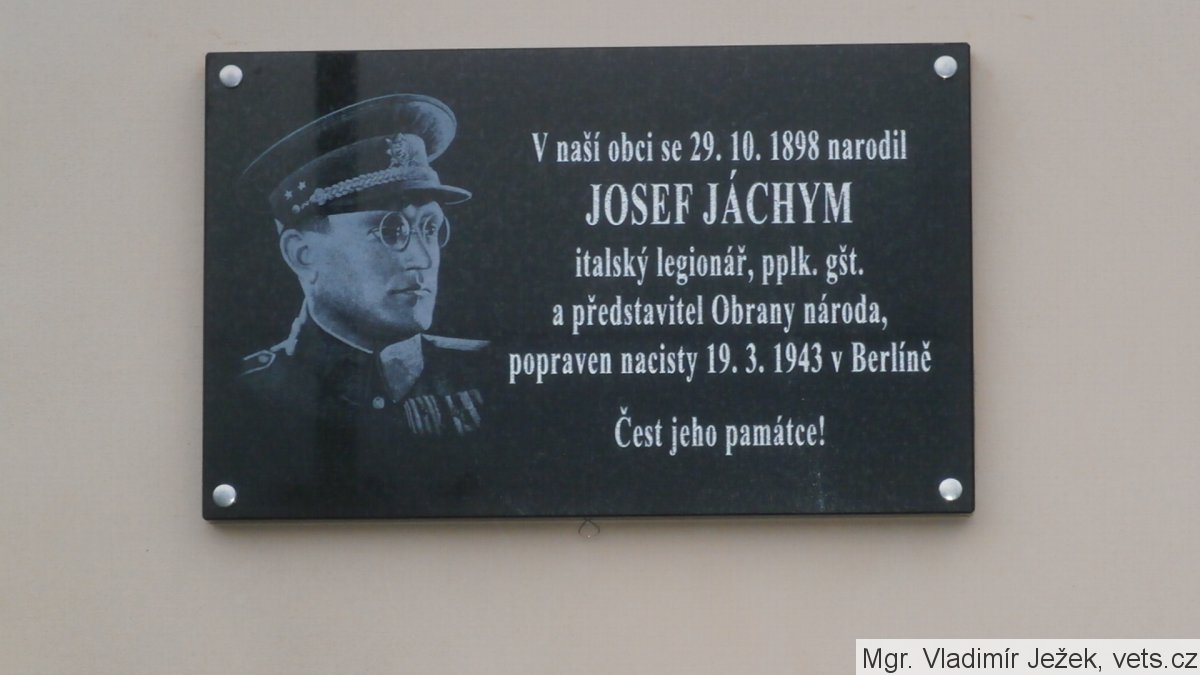 V naší obci se 29. 10. 1898 narodil
JOSEF JÁCHYM
italský legionář, pplk. gšt.
a představitel Obrany národa,
popraven nacisty 19. 3. 1943 v Berlíně
Čest jeho památce!
Mgr. Vladimír Ježek, vets.cz